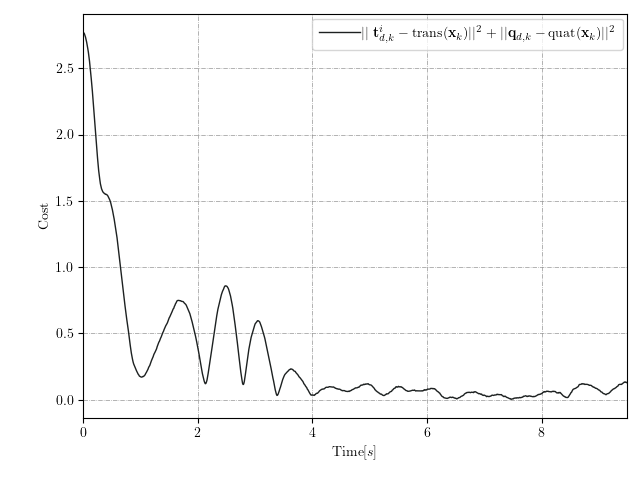 || t^i_{d,k} − trans(x_k)||² + ||q_{d,k} − quat(x_k)||²
2.5
2.0
1.5
1.0
0.5
0.0
Cost
0 2 4 6 8
Time[s]